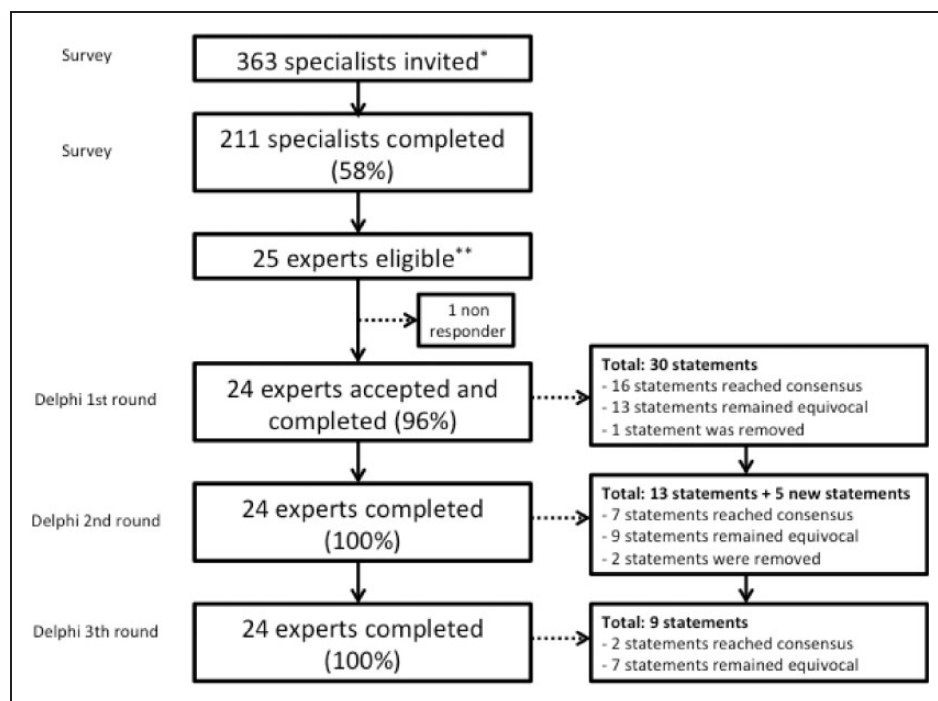 Survey
363 specialists invited*
Survey
211 specialists completed
(58%)
25 experts eligible**
1 non
responder
Delphi 1st round
24 experts accepted and
completed (96%)
Total: 30 statements
- 16 statements reached consensus
- 13 statements remained equivocal
- 1 statement was removed
Delphi 2nd round
24 experts completed
(100%)
Total: 13 statements + 5 new statements
- 7 statements reached consensus
- 9 statements remained equivocal
- 2 statements were removed
Delphi 3th round
24 experts completed
(100%)
Total: 9 statements
- 2 statements reached consensus
- 7 statements remained equivocal